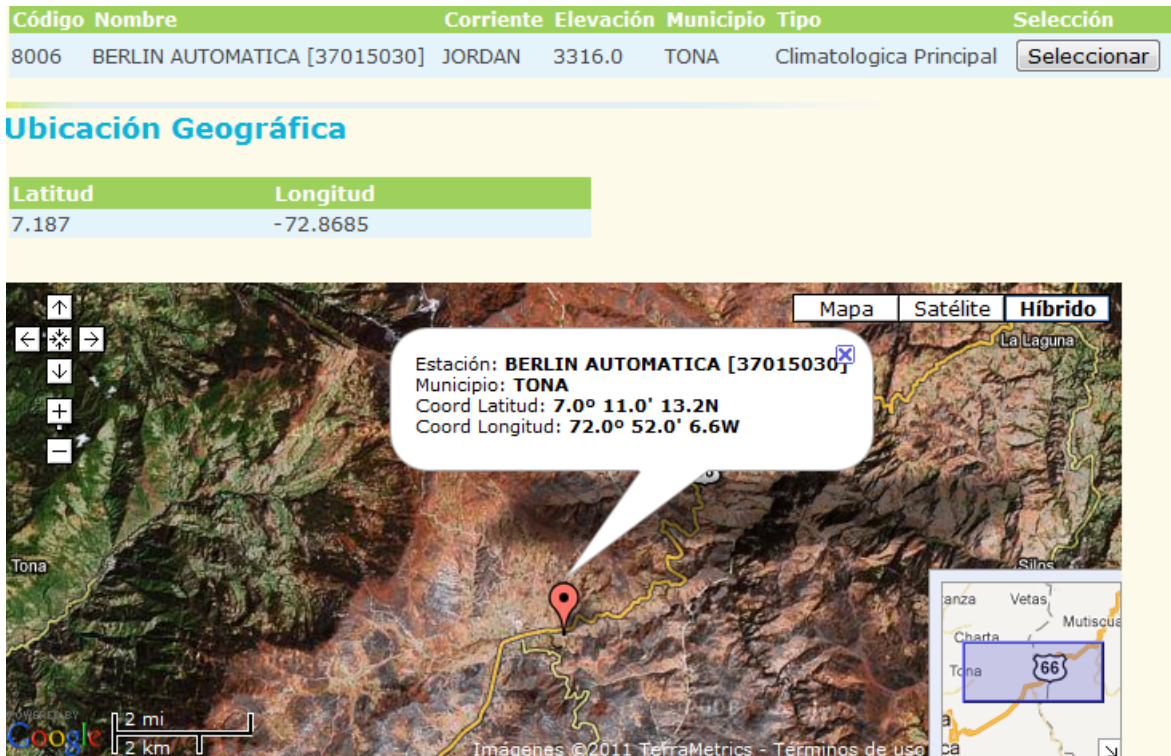 Código Nombre Corriente Elevación Municipio Tipo Selección
8006 BERLIN AUTOMATICA [37015030] JORDAN 3316.0 TONA Climatologica Principal Seleccionar
Ubicación Geográfica
Latitud Longitud
7.187 -72.8685
Mapa Satélite Híbrido
La Laguna
Estación: BERLIN AUTOMATICA [37015030]
Municipio: TONA
Coord Latitud: 7.0º 11.0' 13.2N
Coord Longitud: 72.0º 52.0' 6.6W
Tona
Silos
Vetas
Mutiscua
Charta
Tona
66
POWERED BY
Google
2 mi
2 km
Imágenes ©2011 TerraMetrics - Términos de uso